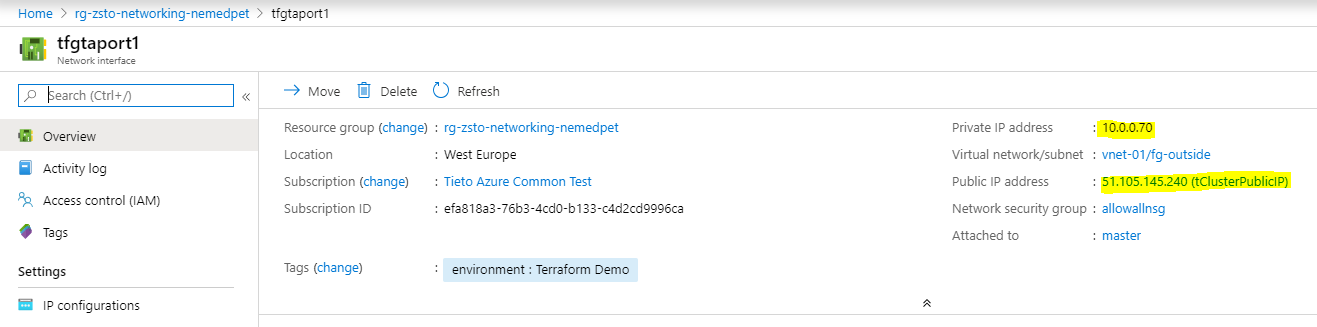 Home > rg-zsto-networking-nemedpet > tfgtaport1
tfgtaport1
Network interface
Search (Ctrl+/)
«
Overview
Activity log
Access control (IAM)
Tags
Settings
IP configurations
Move Delete Refresh
Resource group (change) : rg-zsto-networking-nemedpet
Location : West Europe
Subscription (change) : Tieto Azure Common Test
Subscription ID : efa818a3-76b3-4cd0-b133-c4d2cd9996ca
Tags (change) : environment : Terraform Demo
Private IP address : 10.0.0.70
Virtual network/subnet : vnet-01/fg-outside
Public IP address : 51.105.145.240 (tClusterPublicIP)
Network security group : allowallnsg
Attached to : master